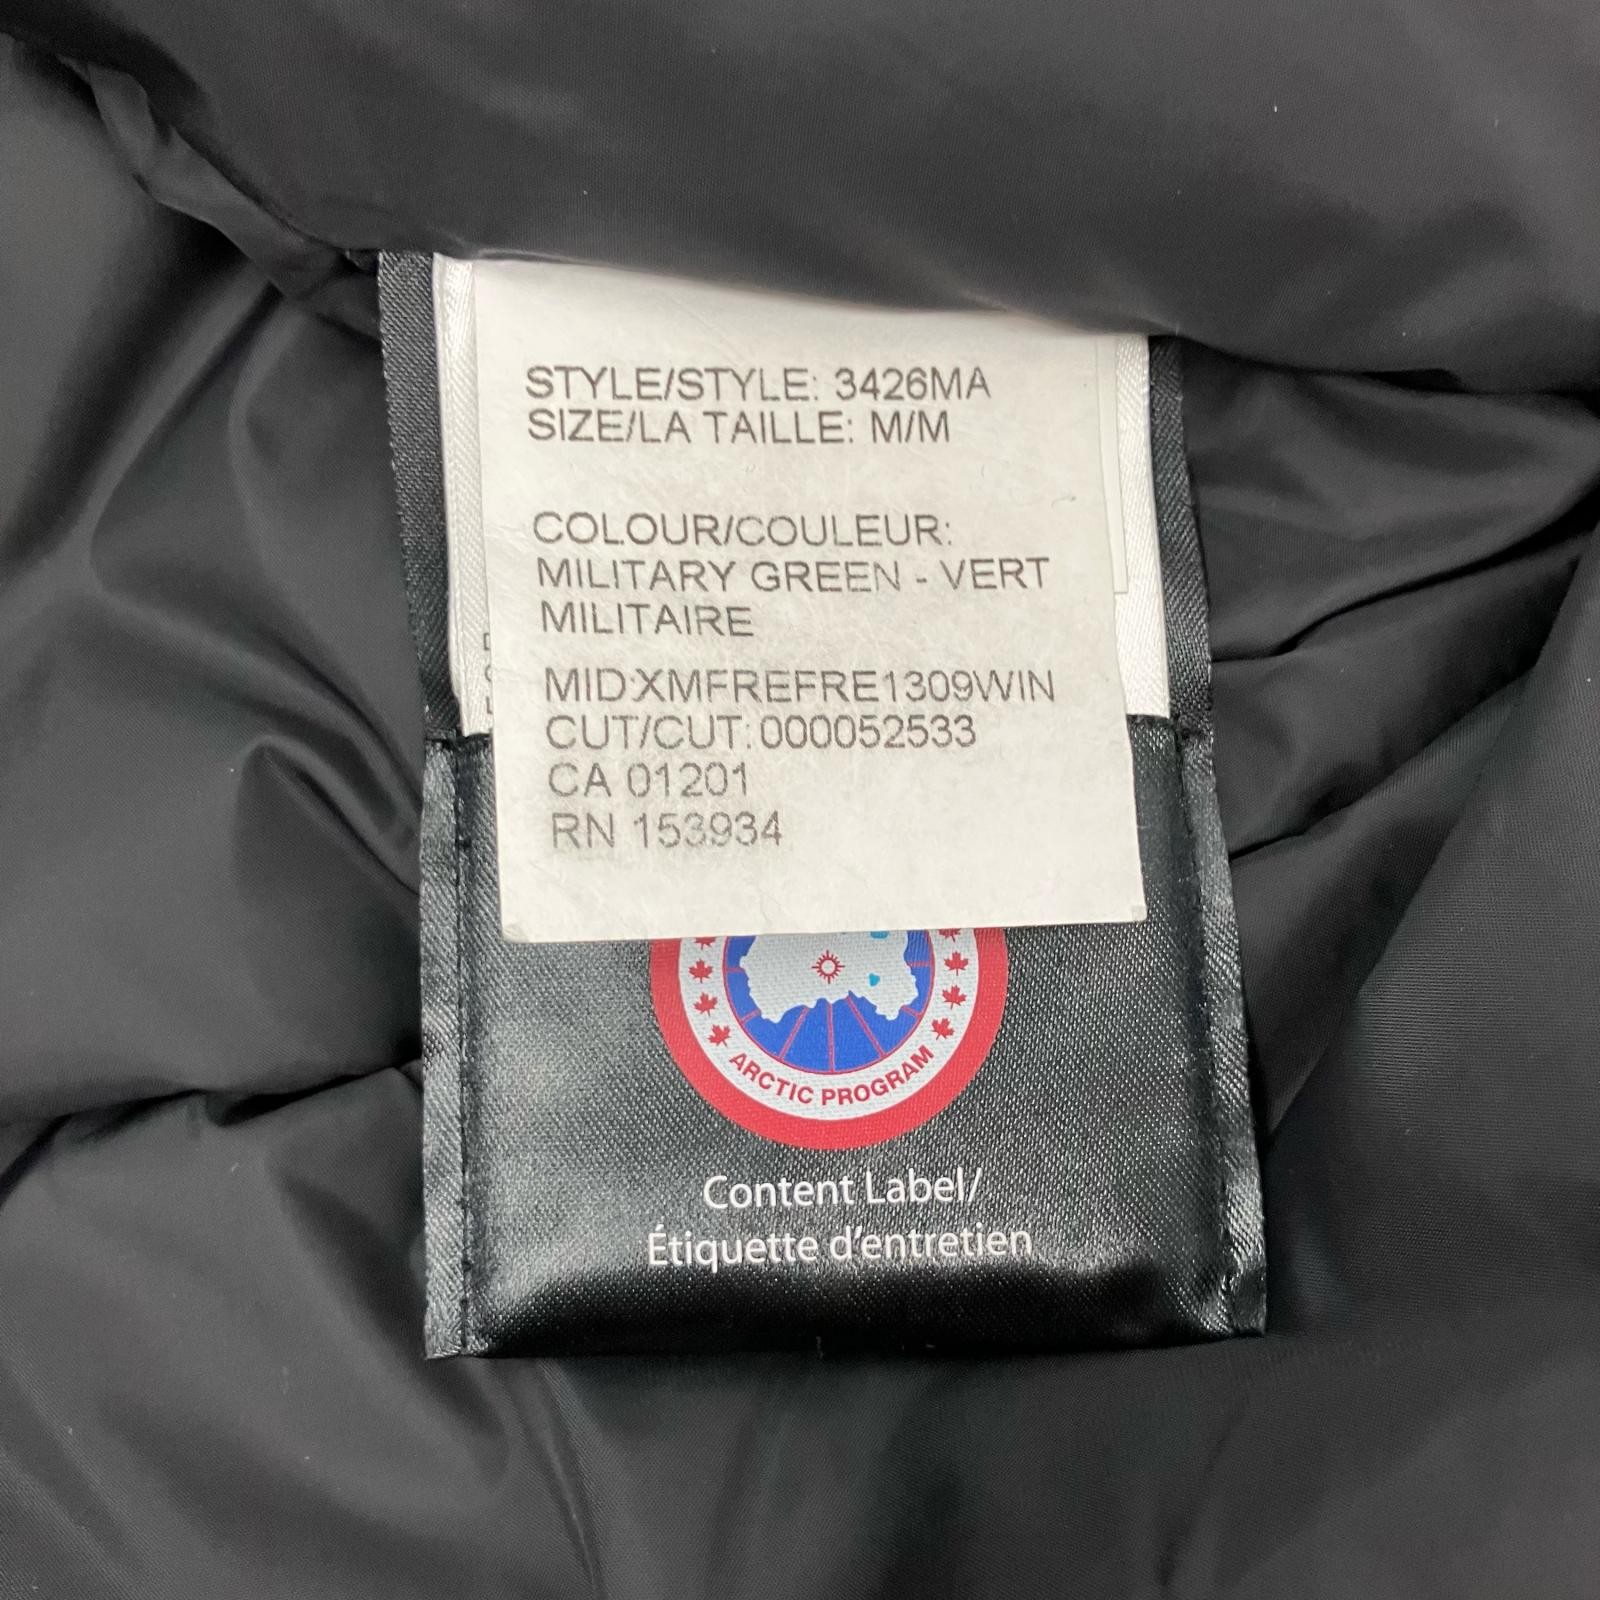 STYLE/STYLE: 3426MA
SIZE/LA TAILLE: M/M
COLOUR/COULEUR:
MILITARY GREEN - VERT
MILITAIRE
MID:XMFREFRE1309WIN
CUT/CUT: 000052533
CA 01201
RN 153934
ARCTIC PROGRAM
Content Label/
Étiquette d'entretien